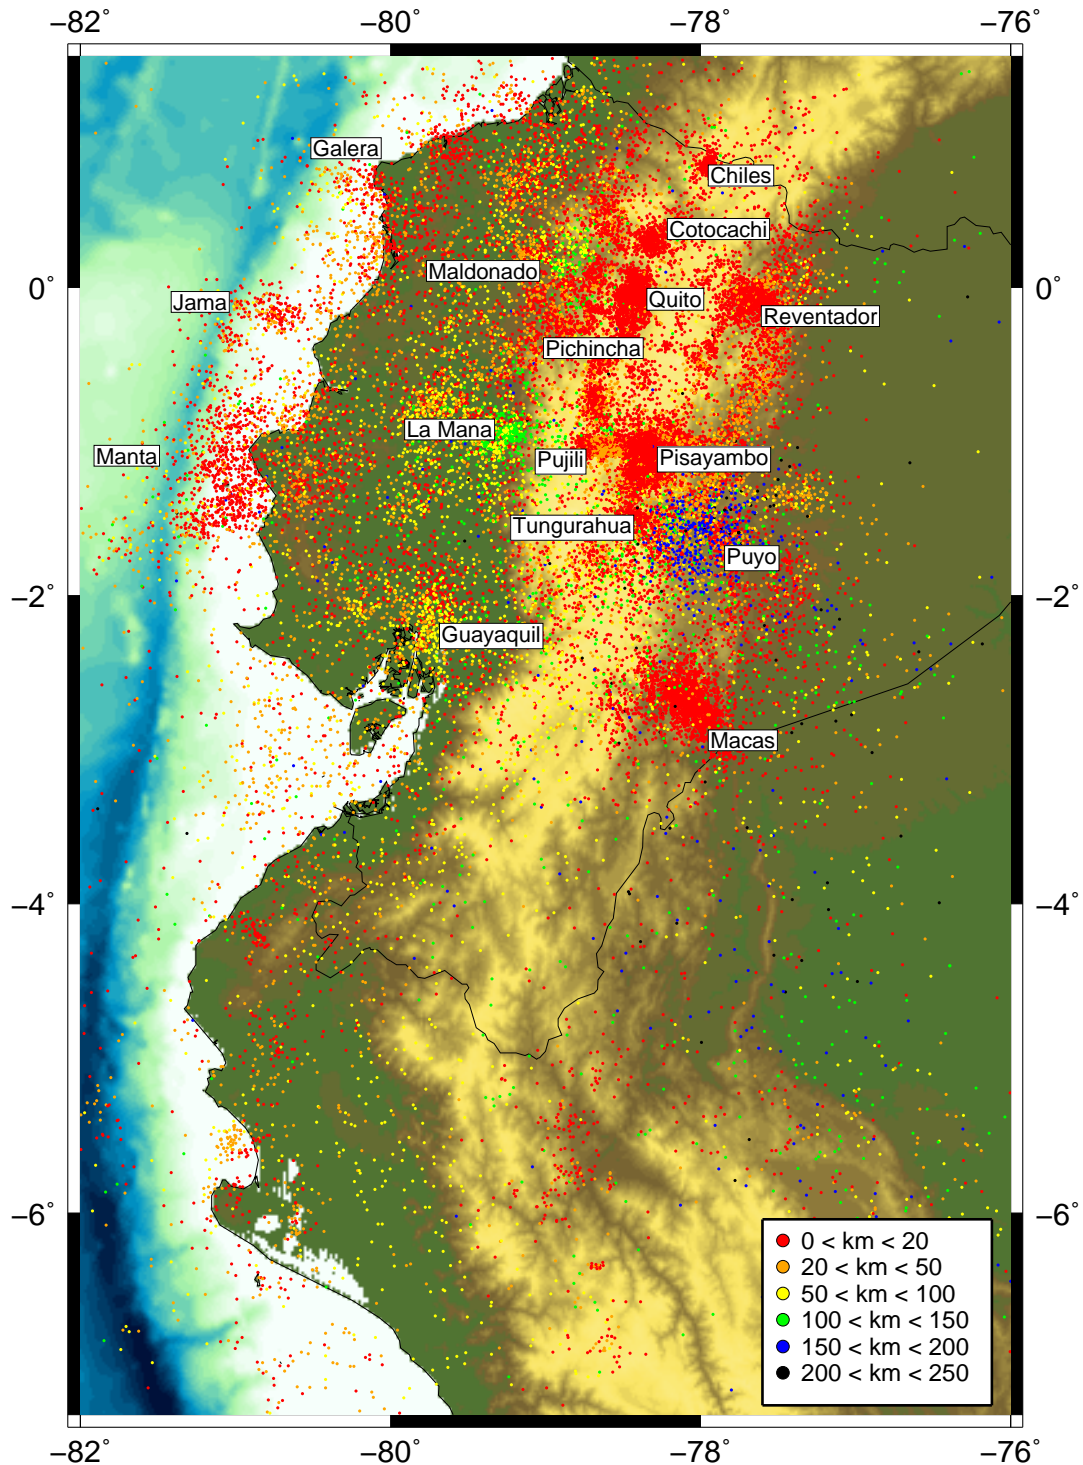 −82° −80° −78° −76°
Galera
Chiles
Cotocachi
Maldonado
0° 0°
Jama
Quito
Reventador
Pichincha
La Mana
Manta
Pujili
Pisayambo
Tungurahua
Puyo
−2° −2°
Guayaquil
Macas
−4° −4°
−6° −6°
0 < km < 20
20 < km < 50
50 < km < 100
100 < km < 150
150 < km < 200
200 < km < 250
−82° −80° −78° −76°